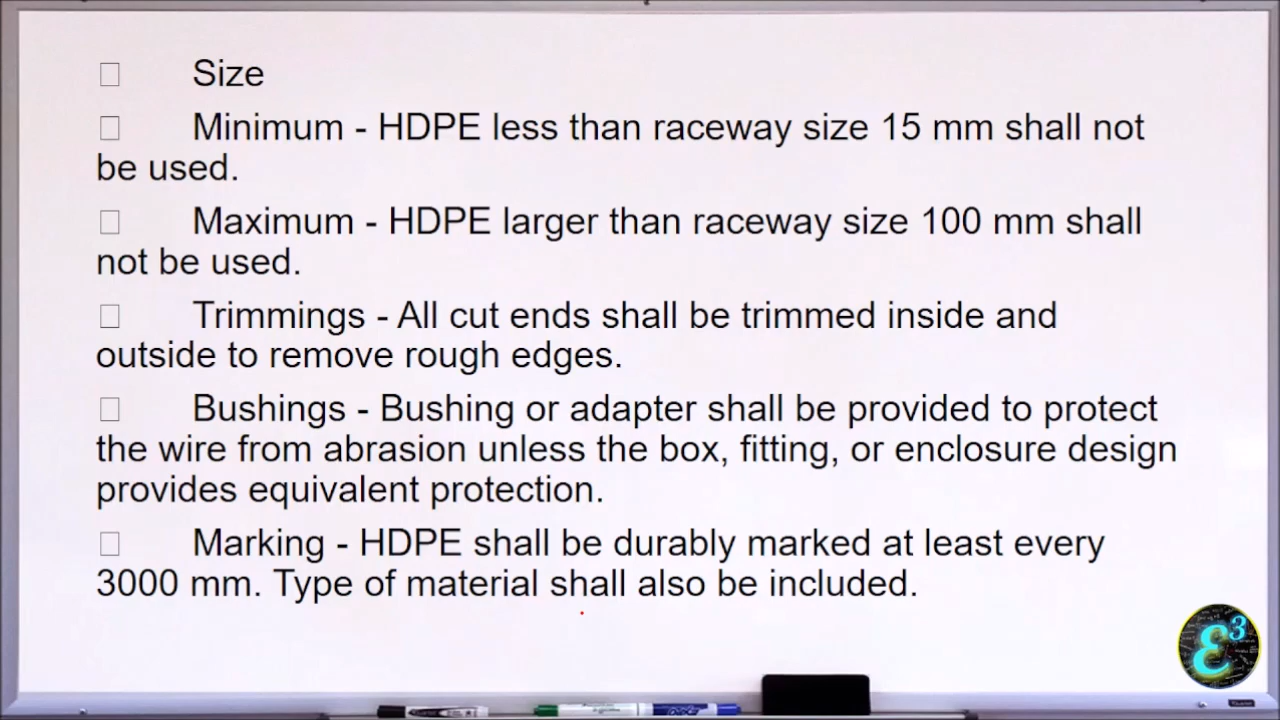 Size
Minimum - HDPE less than raceway size 15 mm shall not
be used.
Maximum - HDPE larger than raceway size 100 mm shall
not be used.
Trimmings - All cut ends shall be trimmed inside and
outside to remove rough edges.
Bushings - Bushing or adapter shall be provided to protect
the wire from abrasion unless the box, fitting, or enclosure design
provides equivalent protection.
Marking - HDPE shall be durably marked at least every
3000 mm. Type of material shall also be included.
ε3
EXPO